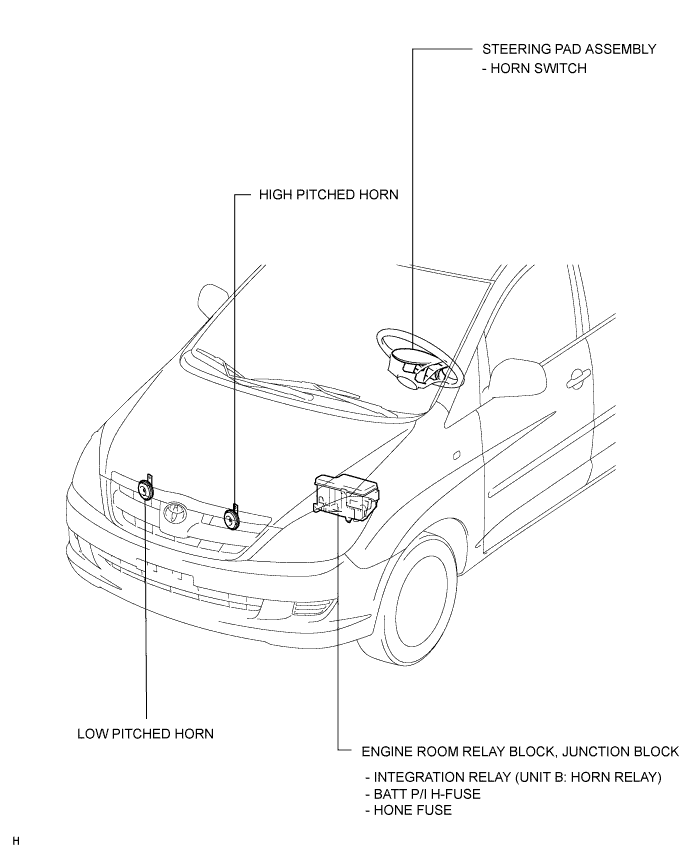 STEERING PAD ASSEMBLY
- HORN SWITCH
HIGH PITCHED HORN
LOW PITCHED HORN
ENGINE ROOM RELAY BLOCK, JUNCTION BLOCK
- INTEGRATION RELAY (UNIT B: HORN RELAY)
- BATT P/I H-FUSE
- HONE FUSE
H